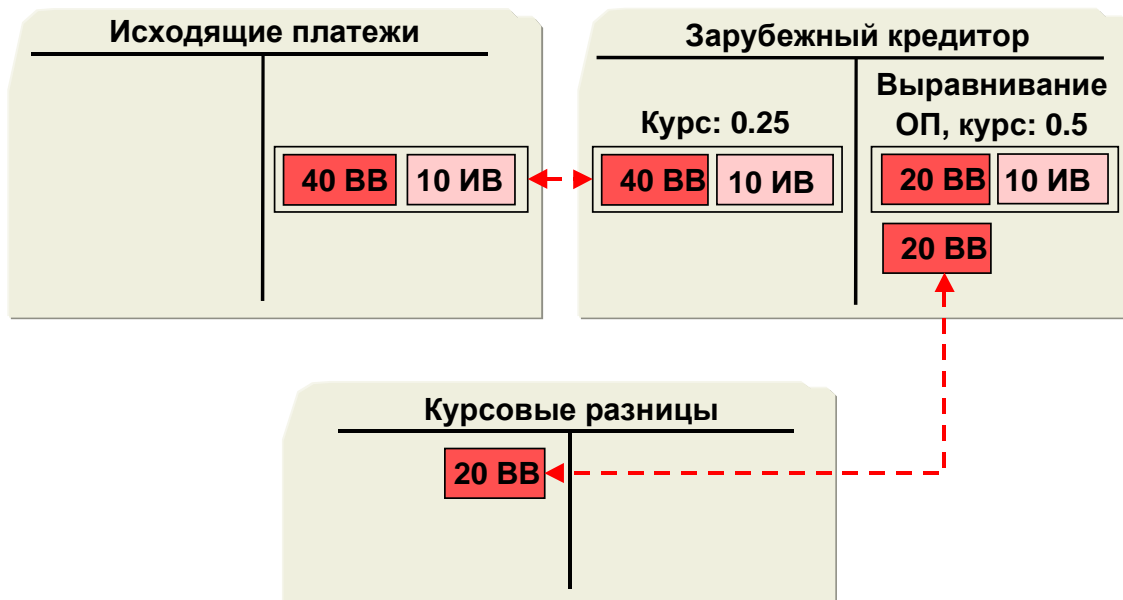 Исходящие платежи
40 ВВ 10 ИВ
Зарубежный кредитор
Курс: 0.25
40 ВВ 10 ИВ
Выравнивание
ОП, курс: 0.5
20 ВВ 10 ИВ
20 ВВ
Курсовые разницы
20 ВВ